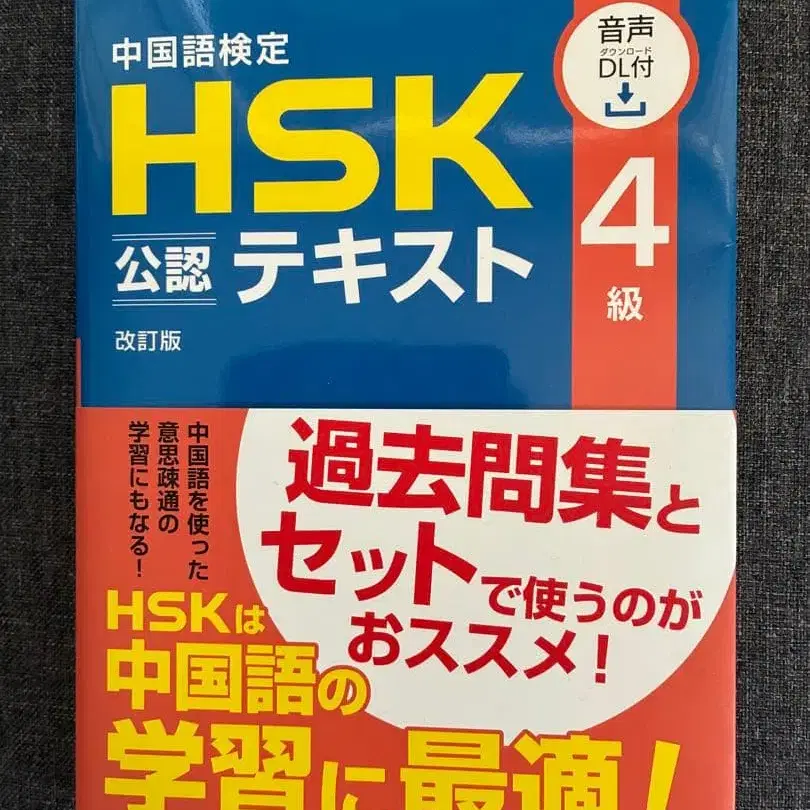 中国語検定
HSK
公認 テキスト
改訂版
音声
ダウンロード
DL付
4
級
中国語を使った
意思疎通の
学習にもなる!
過去問集と
セットで使うのが
おススメ!
HSKは
中国語の
学習に最適!